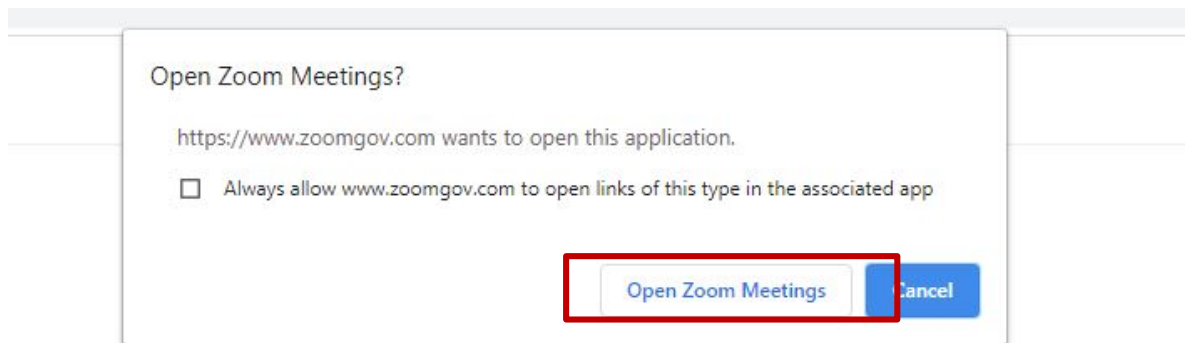 Open Zoom Meetings?
https://www.zoomgov.com wants to open this application.
Always allow www.zoomgov.com to open links of this type in the associated app
Open Zoom Meetings
Cancel